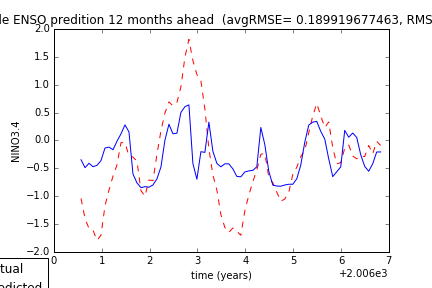 le ENSO predition 12 months ahead (avgRMSE= 0.189919677463, RMS
2.0
1.5
1.0
0.5
0.0
−0.5
−1.0
−1.5
−2.0
NINO3.4
0 1 2 3 4 5 6 7
time (years)
+2.006e3
tual
edicted